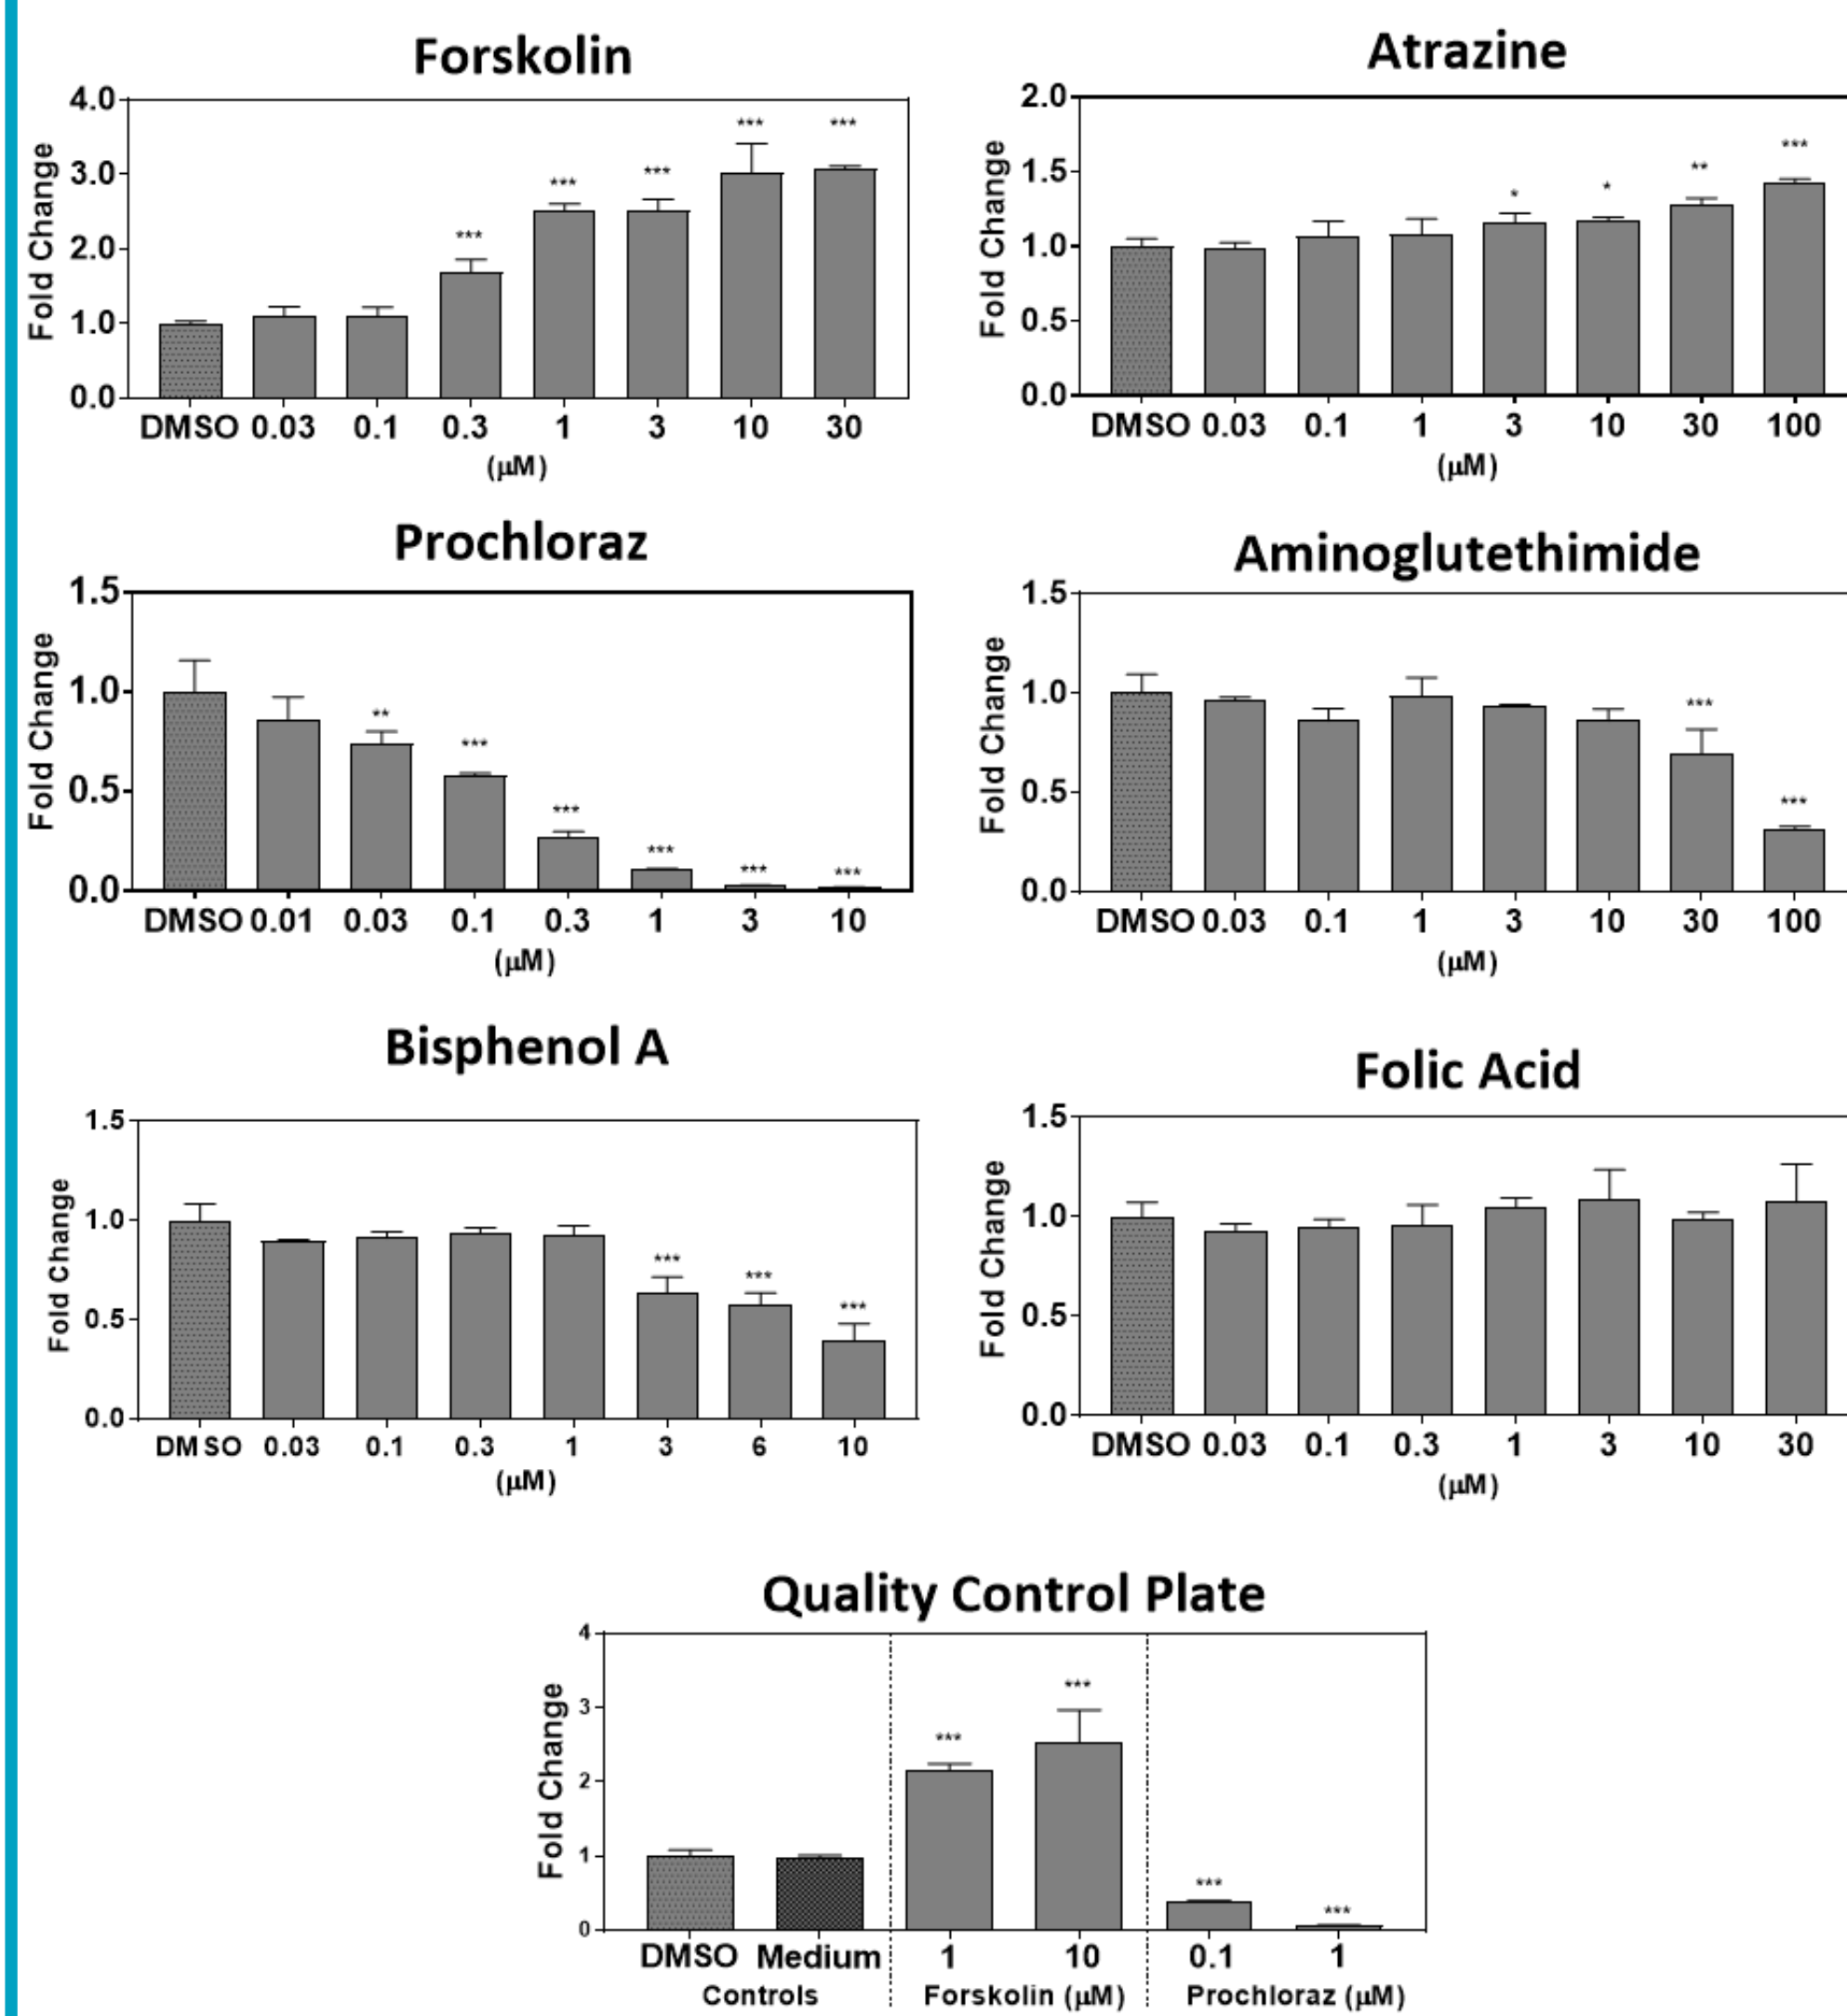 Forskolin
Fold Change
4.0
3.0
2.0
1.0
0.0
*** *** *** *** ***
DMSO 0.03 0.1 0.3 1 3 10 30
(μM)
Atrazine
Fold Change
2.0
1.5
1.0
0.5
0.0
* * ** ***
DMSO 0.03 0.1 1 3 10 30 100
(μM)
Prochloraz
Fold Change
1.5
1.0
0.5
0.0
** *** *** *** *** ***
DMSO 0.01 0.03 0.1 0.3 1 3 10
(μM)
Aminoglutethimide
Fold Change
1.5
1.0
0.5
0.0
*** ***
DMSO 0.03 0.1 1 3 10 30 100
(μM)
Bisphenol A
Fold Change
1.5
1.0
0.5
0.0
*** *** ***
DMSO 0.03 0.1 0.3 1 3 6 10
(μM)
Folic Acid
Fold Change
1.5
1.0
0.5
0.0
DMSO 0.03 0.1 0.3 1 3 10 30
(μM)
Quality Control Plate
Fold Change
4
3
2
1
0
*** *** *** ***
DMSO Medium 1 10 0.1 1
Controls Forskolin (μM) Prochloraz (μM)